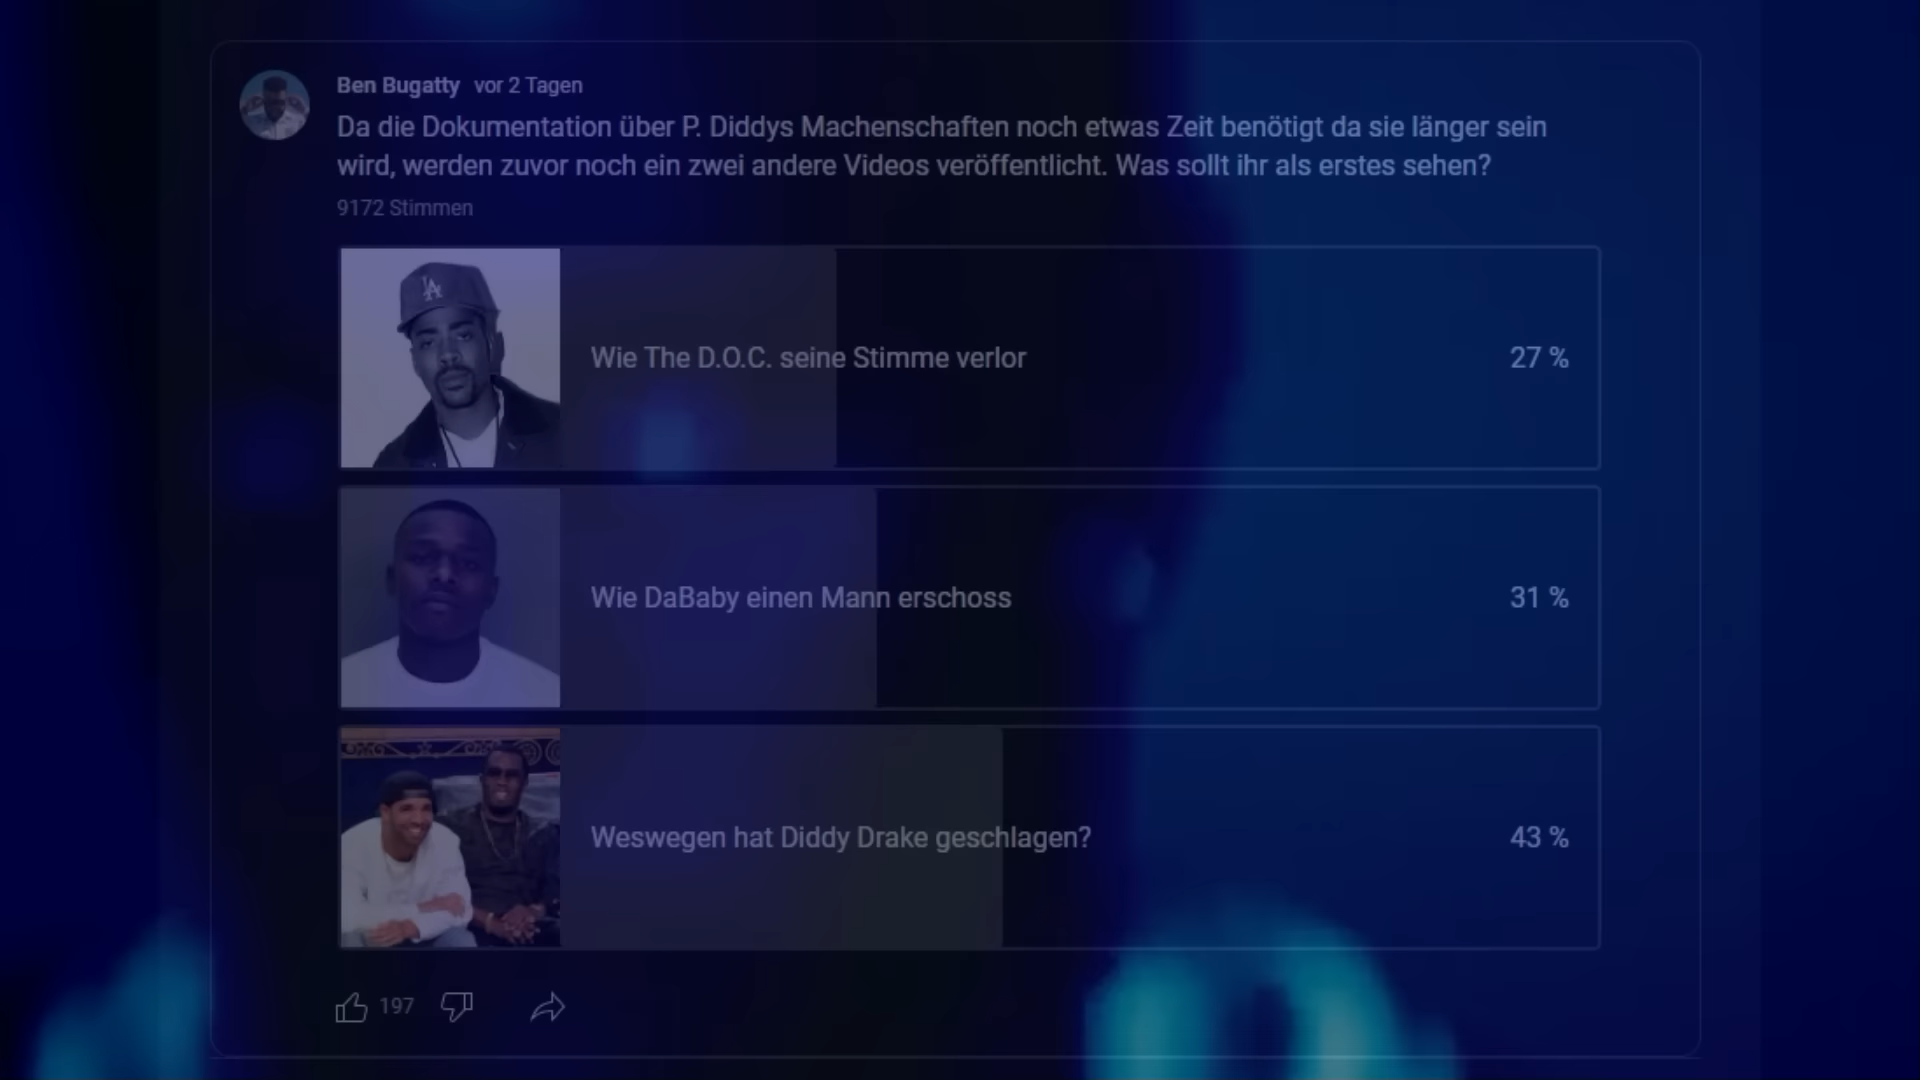 Ben Bugatty vor 2 Tagen
Da die Dokumentation über P. Diddys Machenschaften noch etwas Zeit benötigt da sie länger sein
wird, werden zuvor noch ein zwei andere Videos veröffentlicht. Was sollt ihr als erstes sehen?
9172 Stimmen
LA
Wie The D.O.C. seine Stimme verlor
27 %
Wie DaBaby einen Mann erschoss
31 %
Weswegen hat Diddy Drake geschlagen?
43 %
197